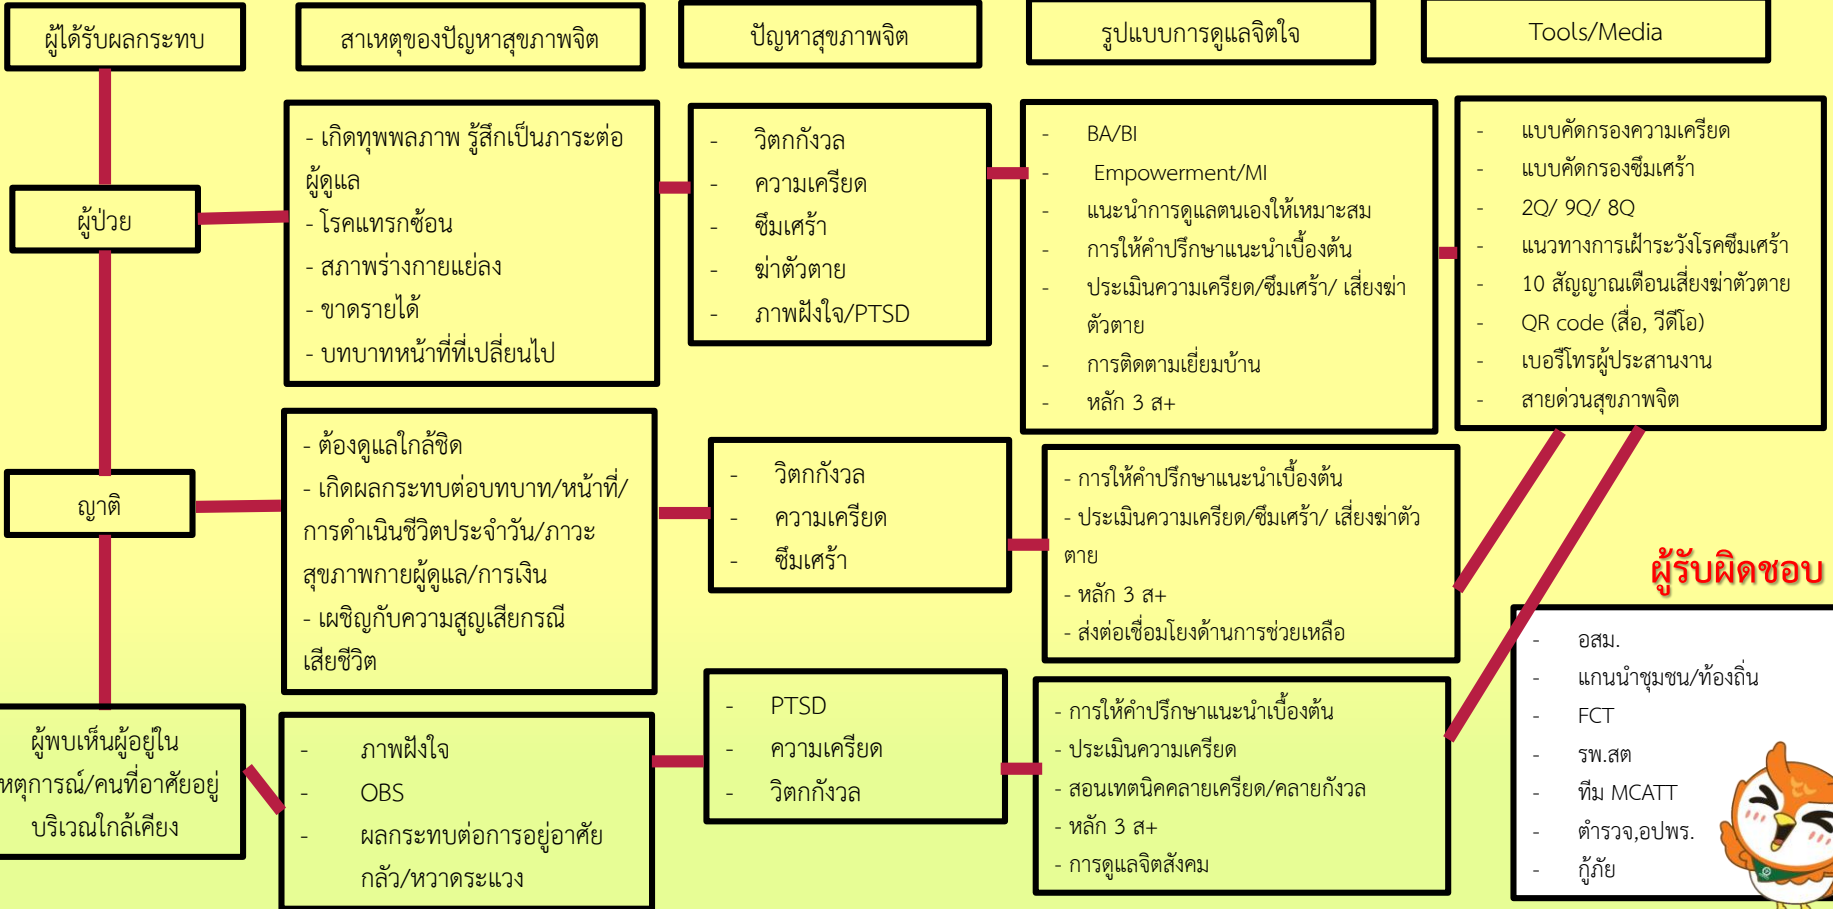 ผู้ได้รับผลกระทบ
สาเหตุของปัญหาสุขภาพจิต
ปัญหาสุขภาพจิต
รูปแบบการดูแลจิตใจ
Tools/Media
ผู้ป่วย
- เกิดทุพพลภาพ รู้สึกเป็นภาระต่อ
ผู้ดูแล
- โรคแทรกซ้อน
- สภาพร่างกายแย่ลง
- ขาดรายได้
- บทบาทหน้าที่ที่เปลี่ยนไป
- วิตกกังวล
- ความเครียด
- ซึมเศร้า
- ฆ่าตัวตาย
- ภาพฝังใจ/PTSD
- BA/BI
- Empowerment/MI
- แนะนำการดูแลตนเองให้เหมาะสม
- การให้คำปรึกษาแนะนำเบื้องต้น
- ประเมินความเครียด/ซึมเศร้า/ เสี่ยงฆ่า
ตัวตาย
- การติดตามเยี่ยมบ้าน
- หลัก 3 ส+
- แบบคัดกรองความเครียด
- แบบคัดกรองซึมเศร้า
- 2Q/ 9Q/ 8Q
- แนวทางการเฝ้าระวังโรคซึมเศร้า
- 10 สัญญาณเตือนเสี่ยงฆ่าตัวตาย
- QR code (สื่อ, วีดีโอ)
- เบอร์โทรผู้ประสานงาน
- สายด่วนสุขภาพจิต
ญาติ
- ต้องดูแลใกล้ชิด
- เกิดผลกระทบต่อบทบาท/หน้าที่/
การดำเนินชีวิตประจำวัน/ภาวะ
สุขภาพกายผู้ดูแล/การเงิน
- เผชิญกับความสูญเสียกรณี
เสียชีวิต
- วิตกกังวล
- ความเครียด
- ซึมเศร้า
- การให้คำปรึกษาแนะนำเบื้องต้น
- ประเมินความเครียด/ซึมเศร้า/ เสี่ยงฆ่าตัว
ตาย
- หลัก 3 ส+
- ส่งต่อเชื่อมโยงด้านการช่วยเหลือ
ผู้พบเห็นผู้อยู่ใน
หตุการณ์/คนที่อาศัยอยู่
บริเวณใกล้เคียง
- ภาพฝังใจ
- OBS
- ผลกระทบต่อการอยู่อาศัย
กลัว/หวาดระแวง
- PTSD
- ความเครียด
- วิตกกังวล
- การให้คำปรึกษาแนะนำเบื้องต้น
- ประเมินความเครียด
- สอนเทตนิคคลายเครียด/คลายกังวล
- หลัก 3 ส+
- การดูแลจิตสังคม
ผู้รับผิดชอบ
- อสม.
- แกนนำชุมชน/ท้องถิ่น
- FCT
- รพ.สต
- ทีม MCATT
- ตำรวจ,อปพร.
- กู้ภัย